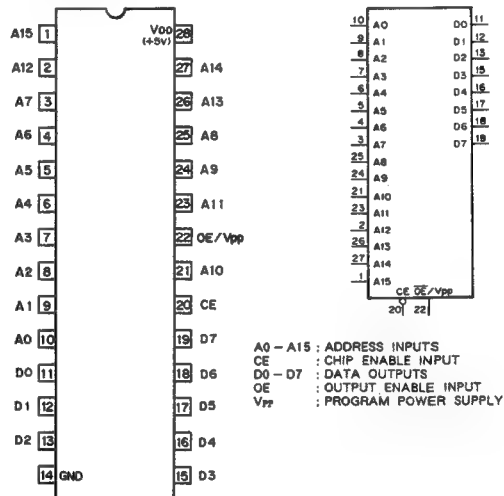 A15 1 VDD 28
(+5V)
A12 2 27 A14
A7 3 26 A13
A6 4 25 A8
A5 5 24 A9
A4 6 23 A11
A3 7 22 OE/Vpp
A2 8 21 A10
A1 9 20 CE
A0 10 19 D7
D0 11 18 D6
D1 12 17 D5
D2 13 16 D4
14 GND 15 D3
10 A0 D0 11
9 A1 D1 12
8 A2 D2 13
7 A3 D3 15
6 A4 D4 16
5 A5 D5 17
4 A6 D6 18
3 A7 D7 19
25 A8
24 A9
21 A10
23 A11
2 A12
26 A13
27 A14
1 A15
CE OE/Vpp
20 22
A0 - A15 : ADDRESS INPUTS
CE : CHIP ENABLE INPUT
D0 - D7 : DATA OUTPUTS
OE : OUTPUT ENABLE INPUT
VPP : PROGRAM POWER SUPPLY